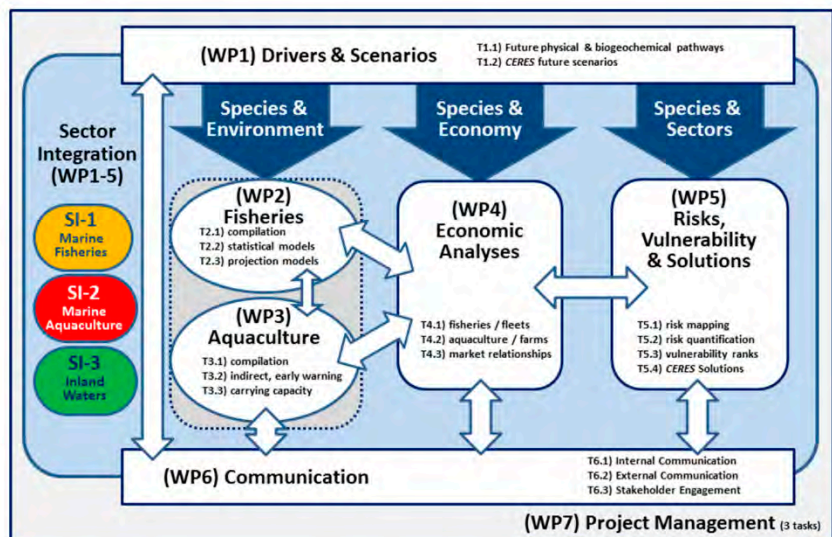 (WP1) Drivers & Scenarios
T1.1) Future physical & biogeochemical pathways
T1.2) CERES future scenarios
Sector
Integration
(WP1-5)
SI-1
Marine
Fisheries
SI-2
Marine
Aquaculture
SI-3
Inland
Waters
Species &
Environment
Species &
Economy
Species &
Sectors
(WP2)
Fisheries
T2.1) compilation
T2.2) statistical models
T2.3) projection models
(WP3)
Aquaculture
T3.1) compilation
T3.2) indirect, early warning
T3.3) carrying capacity
(WP4)
Economic
Analyses
T4.1) fisheries / fleets
T4.2) aquaculture / farms
T4.3) market relationships
(WP5)
Risks,
Vulnerability
& Solutions
T5.1) risk mapping
T5.2) risk quantification
T5.3) vulnerability ranks
T5.4) CERES Solutions
(WP6) Communication
T6.1) Internal Communication
T6.2) External Communication
T6.3) Stakeholder Engagement
(WP7) Project Management (3 tasks)